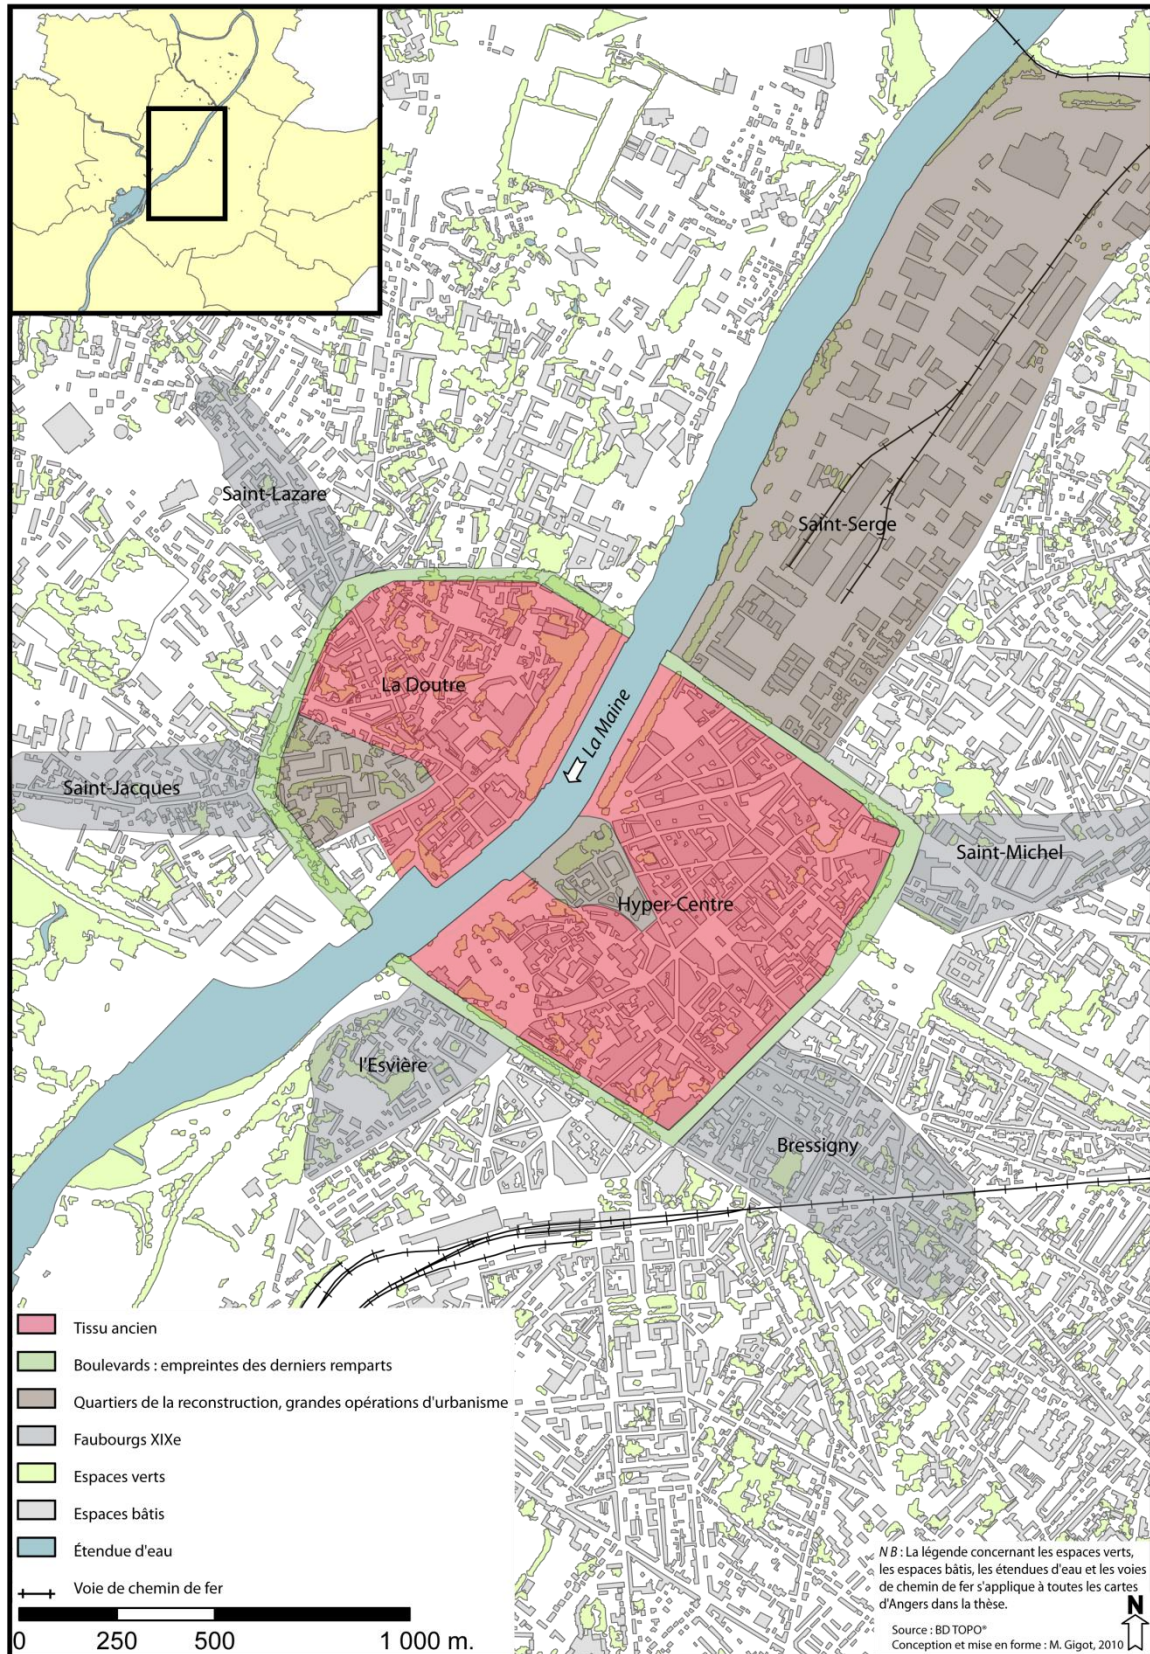 Saint-Lazare
Saint-Serge
La Doutre
La Maine
Saint-Jacques
Saint-Michel
Hyper-Centre
l'Esvière
Bressigny
Tissu ancien
Boulevards : empreintes des derniers remparts
Quartiers de la reconstruction, grandes opérations d'urbanisme
Faubourgs XIXe
Espaces verts
Espaces bâtis
Étendue d'eau
Voie de chemin de fer
0 250 500 1 000 m.
N B : La légende concernant les espaces verts,
les espaces bâtis, les étendues d'eau et les voies
de chemin de fer s'applique à toutes les cartes
d'Angers dans la thèse.
N
Source : BD TOPO®
Conception et mise en forme : M. Gigot, 2010